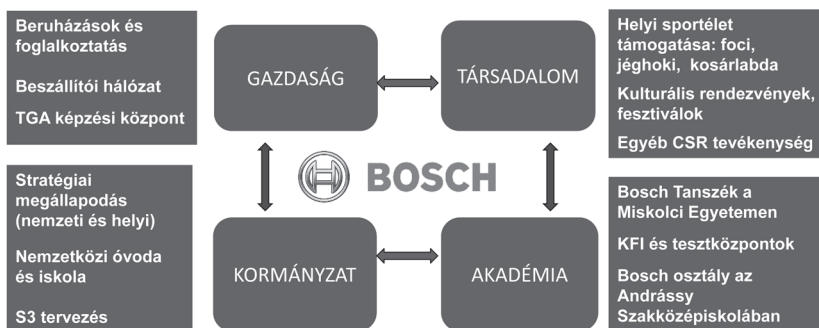 Beruházások és
foglalkoztatás
Beszállítói hálózat
TGA képzési központ
GAZDASÁG
TÁRSADALOM
Helyi sportélet
támogatása: foci,
jéghoki, kosárlabda
Kulturális rendezvények,
fesztiválok
Egyéb CSR tevékenység
BOSCH
Stratégiai
megállapodás
(nemzeti és helyi)
Nemzetközi óvoda
és iskola
S3 tervezés
KORMÁNYZAT
AKADÉMIA
Bosch Tanszék a
Miskolci Egyetemen
KFI és tesztközpontok
Bosch osztály az
Andrássy
Szakközépiskolában